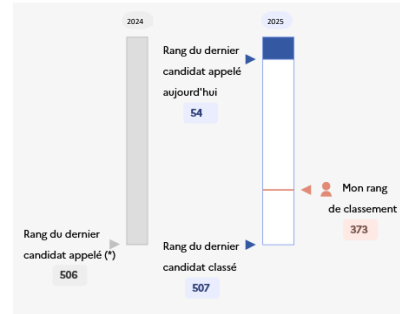 2024
2025
Rang du dernier
candidat appelé
aujourd'hui
54
Mon rang
de classement
373
Rang du dernier
candidat appelé (*)
506
Rang du dernier
candidat classé
507